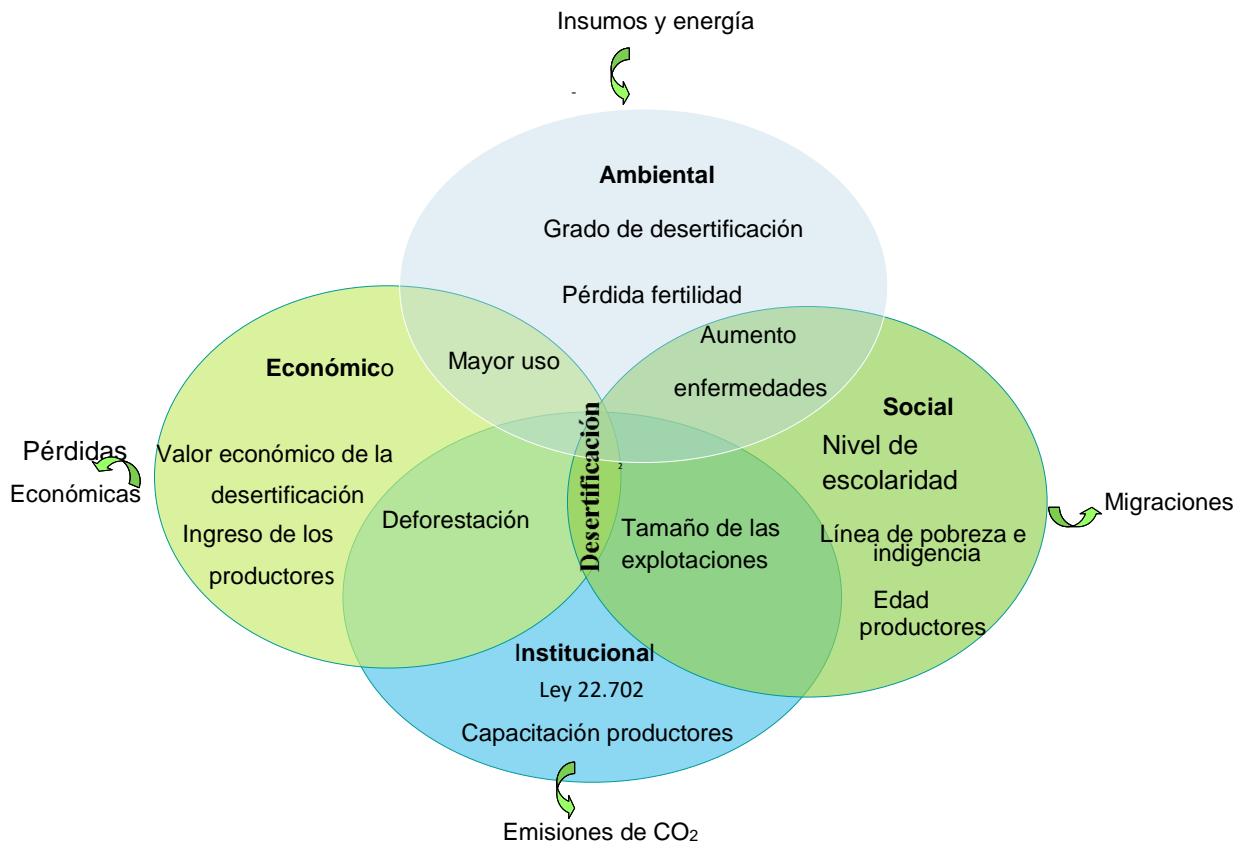 Insumos y energía
-
Ambiental
Grado de desertificación
Pérdida fertilidad
Aumento
enfermedades
Mayor uso
Económico
Valor económico de la
desertificación
Ingreso de los
productores
Pérdidas
Económicas
Deforestación
Desertificación
2
Tamaño de las
explotaciones
Social
Nivel de
escolaridad
Línea de pobreza e
indigencia
Edad
productores
Migraciones
Institucional
Ley 22.702
Capacitación productores
Emisiones de CO2